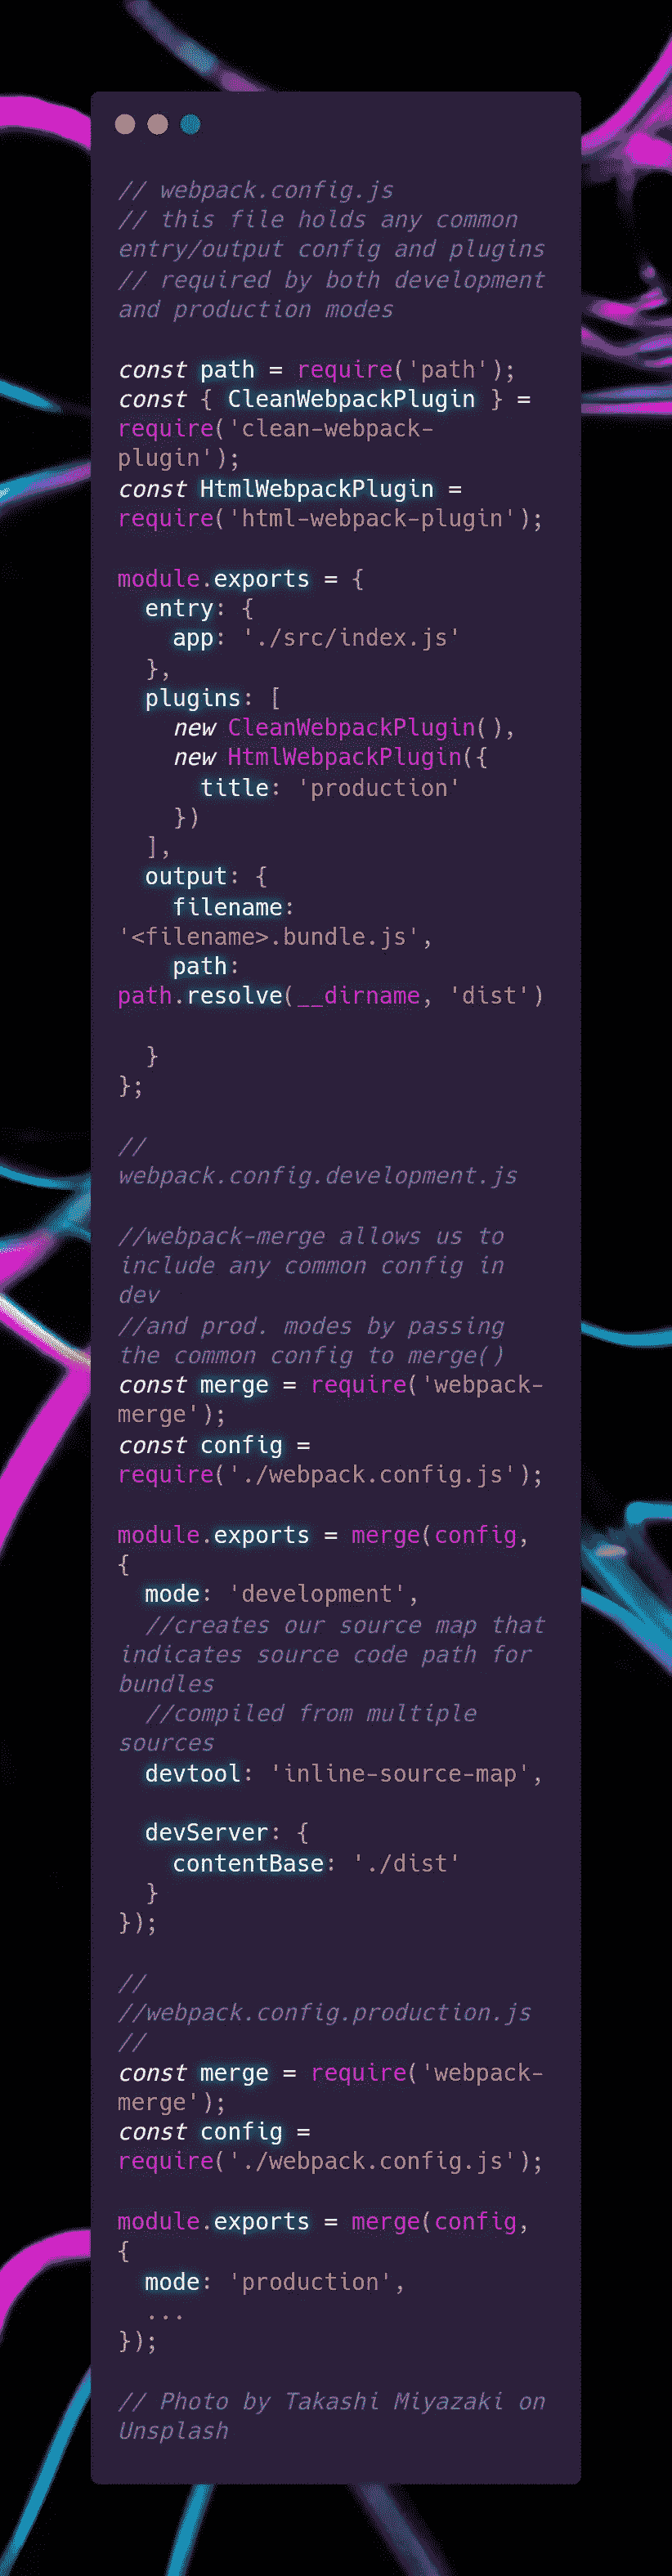 // webpack.config.js
// this file holds any common
entry/output config and plugins
// required by both development
and production modes
const path = require('path');
const { CleanWebpackPlugin } =
require('clean-webpack-
plugin');
const HtmlWebpackPlugin =
require('html-webpack-plugin');
module.exports = {
  entry: {
    app: './src/index.js'
  },
  plugins: [
    new CleanWebpackPlugin(),
    new HtmlWebpackPlugin({
      title: 'production'
    })
  ],
  output: {
    filename:
'<filename>.bundle.js',
    path:
path.resolve(__dirname, 'dist')
  }
};
//
webpack.config.development.js
//webpack-merge allows us to
include any common config in
dev
//and prod. modes by passing
the common config to merge()
const merge = require('webpack-
merge');
const config =
require('./webpack.config.js');
module.exports = merge(config,
{
  mode: 'development',
  //creates our source map that
indicates source code path for
bundles
  //compiled from multiple
sources
  devtool: 'inline-source-map',
  devServer: {
    contentBase: './dist'
  }
});
//
//webpack.config.production.js
//
const merge = require('webpack-
merge');
const config =
require('./webpack.config.js');
module.exports = merge(config,
{
  mode: 'production',
  ...
});
// Photo by Takashi Miyazaki on
Unsplash